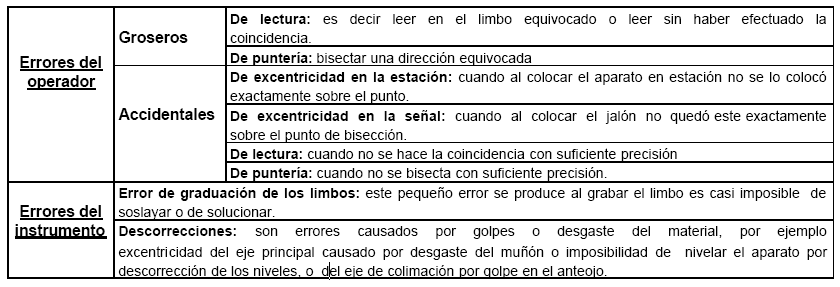 Errores del
operador
Groseros
De lectura: es decir leer en el limbo equivocado o leer sin haber efectuado la
coincidencia.
De puntería: bisectar una dirección equivocada
Accidentales
De excentricidad en la estación: cuando al colocar el aparato en estación no se lo colocó
exactamente sobre el punto.
De excentricidad en la señal: cuando al colocar el jalón no quedó este exactamente
sobre el punto de bisección.
De lectura: cuando no se hace la coincidencia con suficiente precisión
De puntería: cuando no se bisecta con suficiente precisión.
Errores del
instrumento
Error de graduación de los limbos: este pequeño error se produce al grabar el limbo es casi imposible de
soslayar o de solucionar.
Descorrecciones: son errores causados por golpes o desgaste del material, por ejemplo
excentricidad del eje principal causado por desgaste del muñón o imposibilidad de nivelar el aparato por
descorrección de los niveles, o del eje de colimación por golpe en el anteojo.